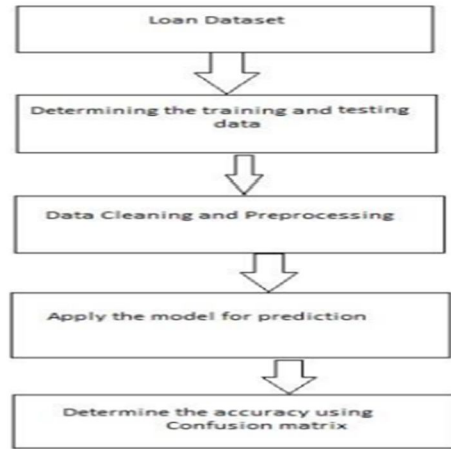 Loan Dataset
Determining the training and testing
data
Data Cleaning and Preprocessing
Apply the model for prediction
Determine the accuracy using
Confusion matrix